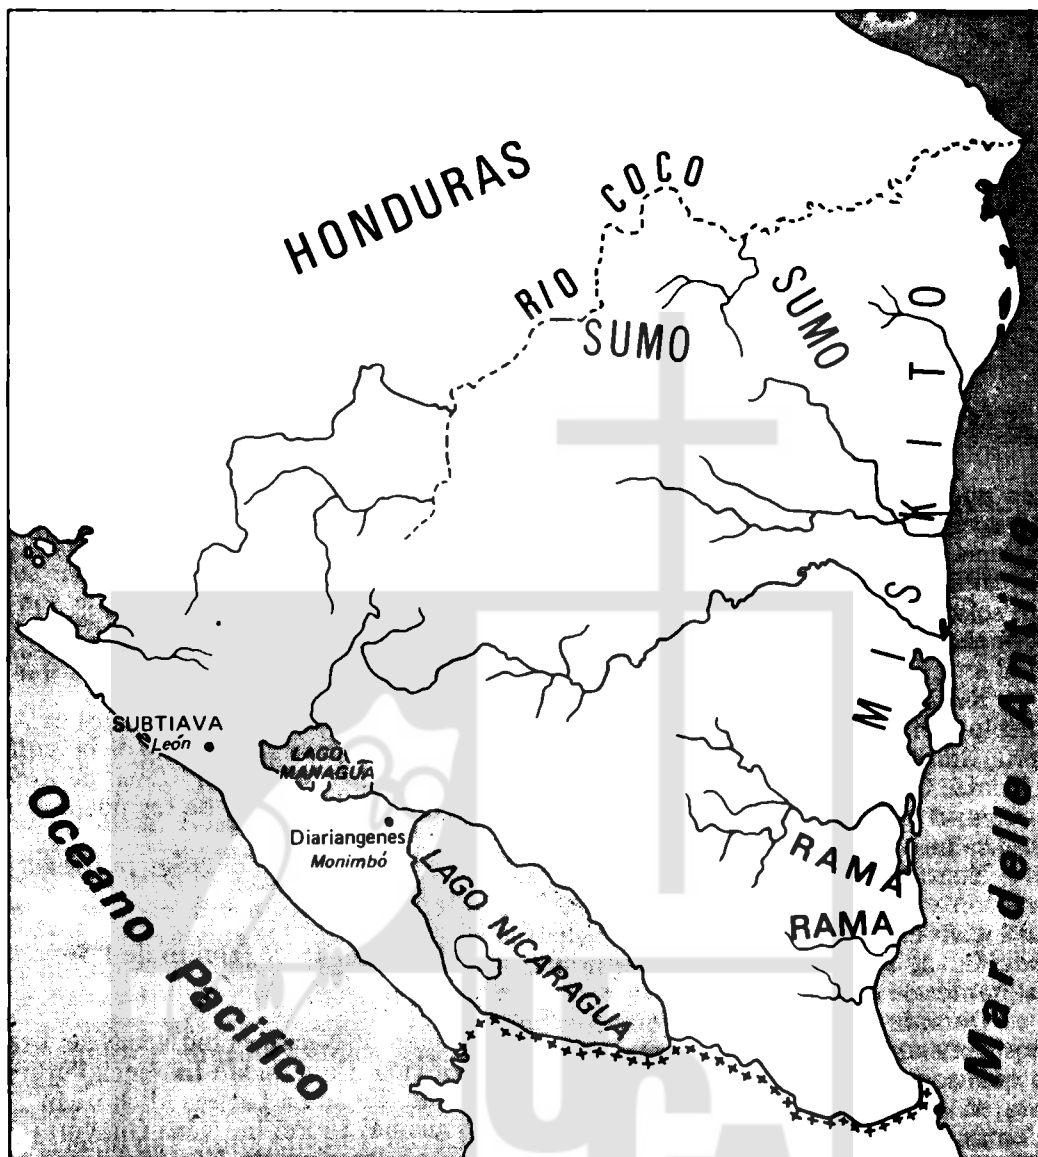 HONDURAS
RIO COCO
SUMO
SUMO
MISKITO
SUBTIAVA
León
LAGO
MANAGUA
Diariangenes
Monimbó
LAGO NICARAGUA
RAMA
RAMA
Oceano Pacifico
Mar delle Antille
UCA